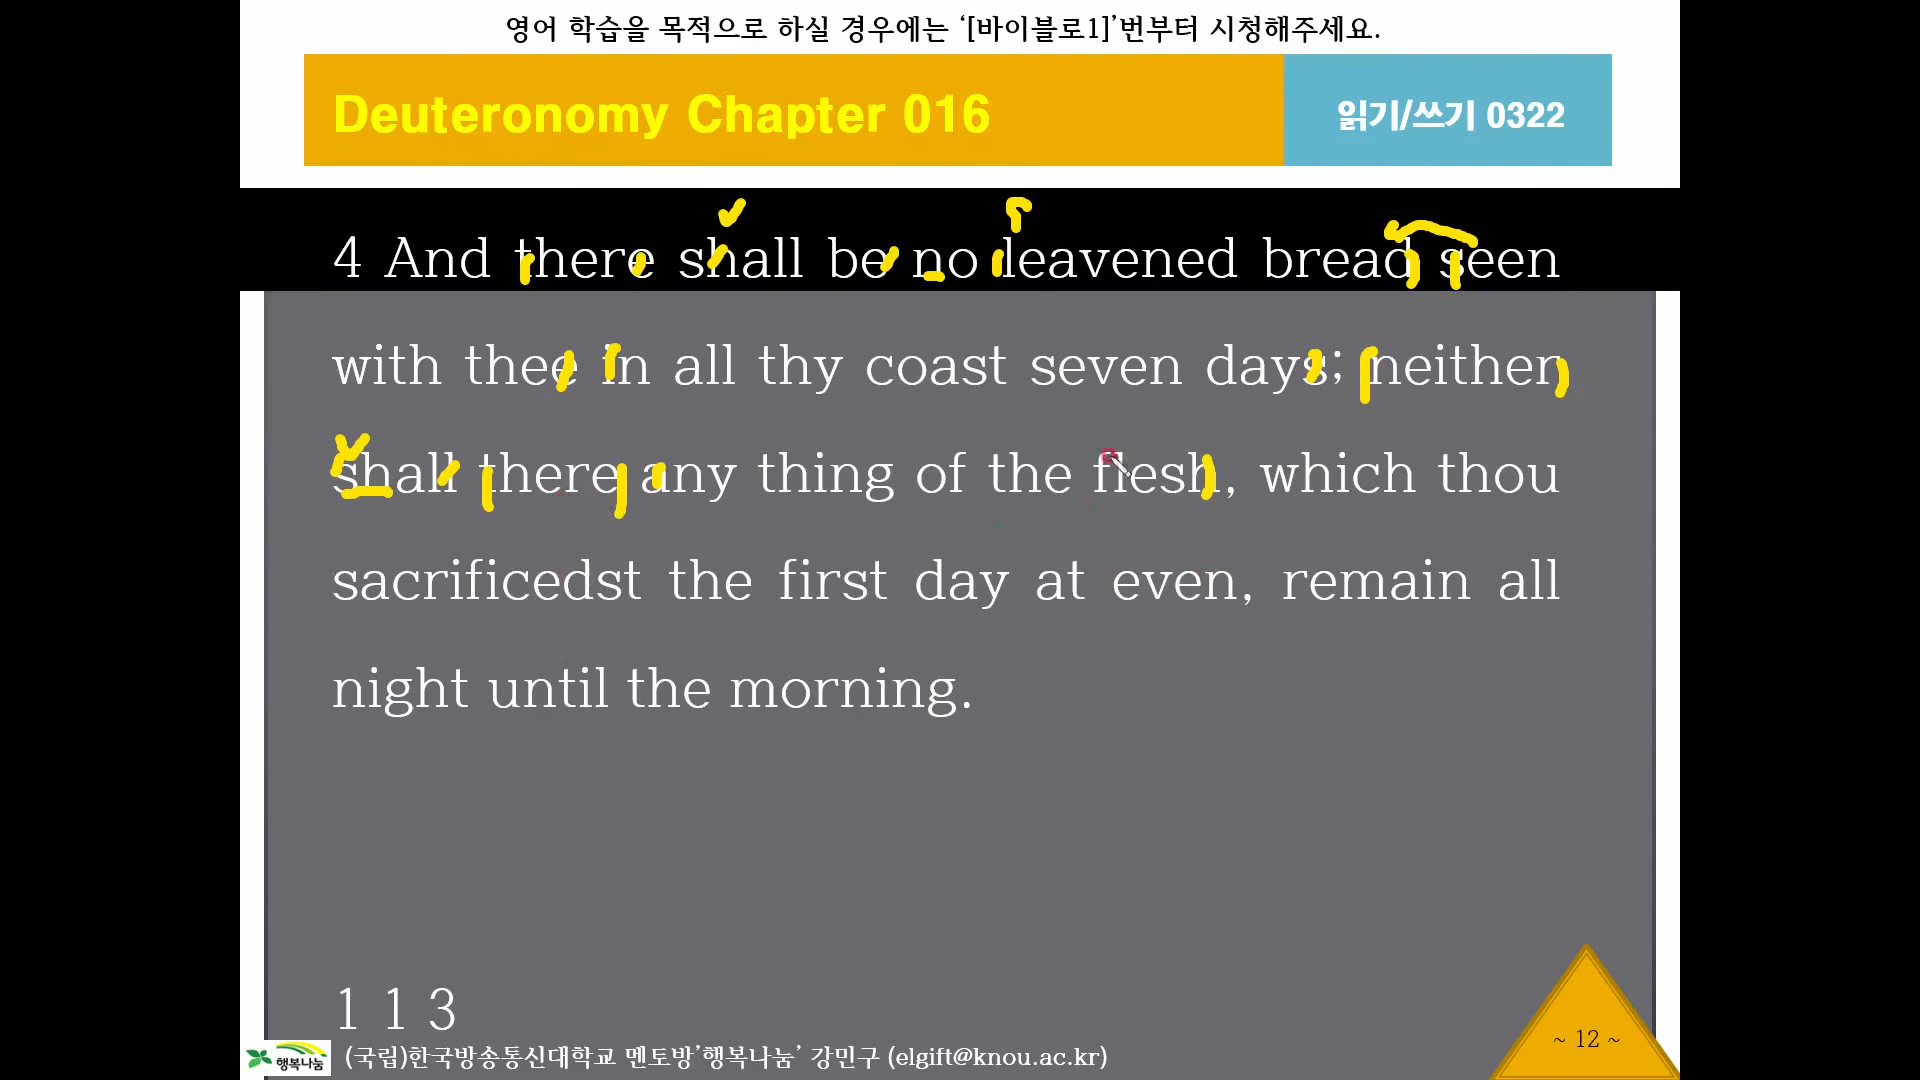 영어 학습을 목적으로 하실 경우에는 ‘[바이블로1]’번부터 시청해주세요.
Deuteronomy Chapter 016
읽기/쓰기 0322
4 And there shall be no leavened bread seen
with thee in all thy coast seven days; neither
shall there any thing of the flesh, which thou
sacrificedst the first day at even, remain all
night until the morning.
1 1 3
~ 12 ~
행복나눔
(국립)한국방송통신대학교 멘토방’행복나눔’ 강민구 (elgift@knou.ac.kr)